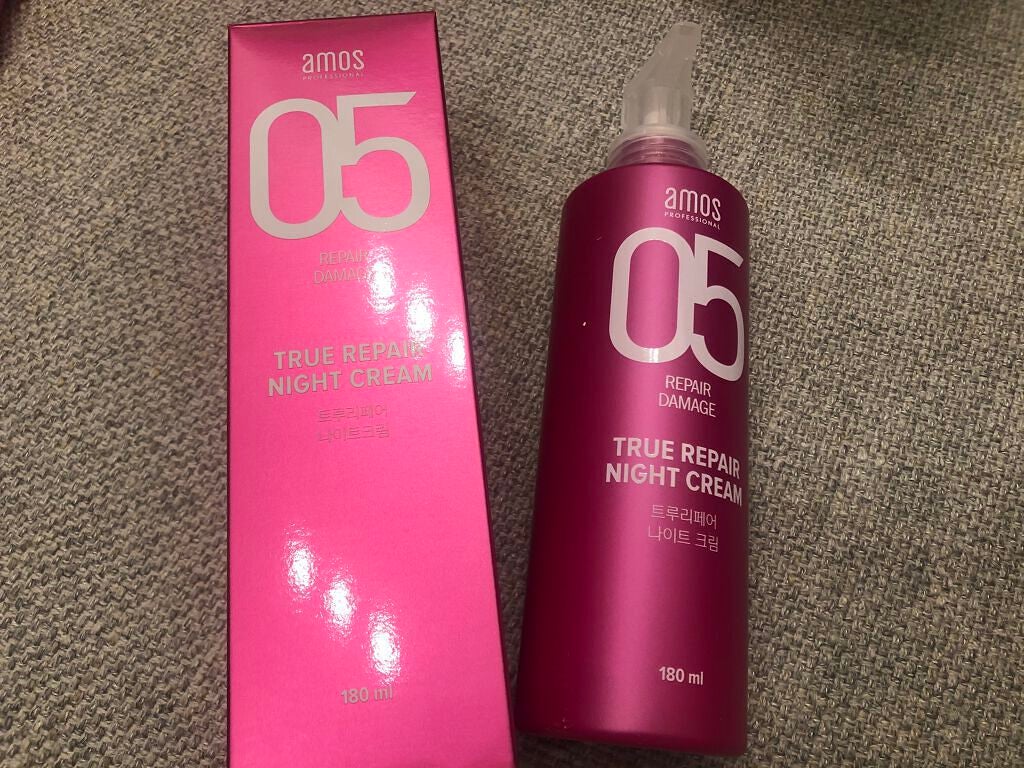 amos
PROFESSIONAL
05
REPAIR
DAMAGE
TRUE REPAIR
NIGHT CREAM
트루리페어
나이트크림
180 ml
amos
PROFESSIONAL
05
REPAIR
DAMAGE
TRUE REPAIR
NIGHT CREAM
트루리페어
나이트 크림
180 ml